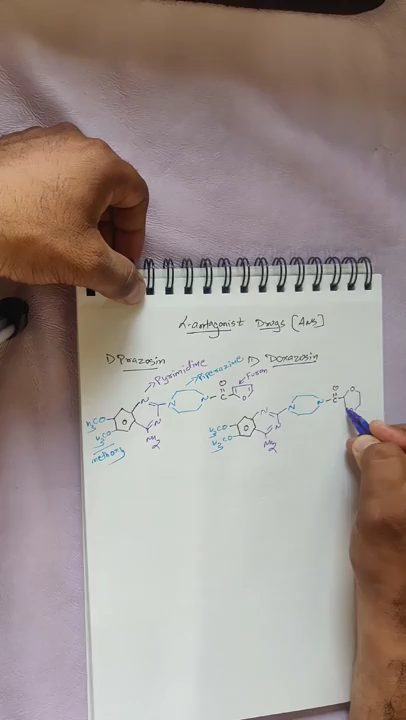 α-antagonist Drugs [Ans]
1) Prazosin
2) Doxazosin
Pyrimidine
Piperazine
Furan
H3CO
H3CO
methoxy
N
N
NH2
N
N
O
C
O
H3CO
H3CO
N
N
NH2
N
N
O
C
O